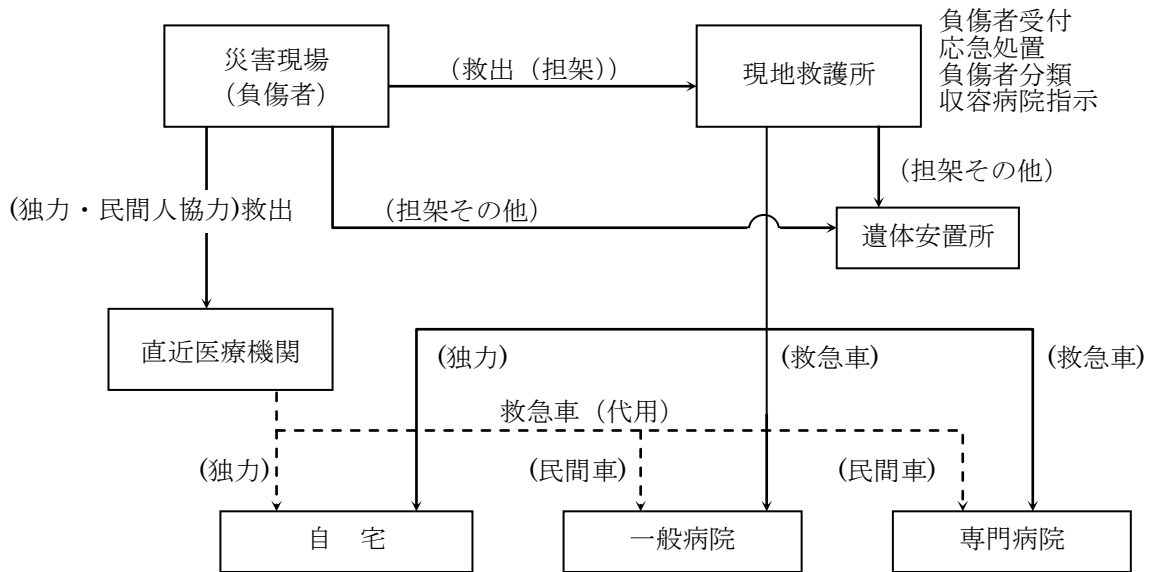 災害現場
（負傷者）
（救出（担架））
現地救護所
負傷者受付
応急処置
負傷者分類
収容病院指示
(独力・民間人協力)救出
（担架その他）
（担架その他）
遺体安置所
直近医療機関
(独力)
(救急車)
(救急車)
救急車（代用）
(独力)
(民間車)
(民間車)
自　宅
一般病院
専門病院